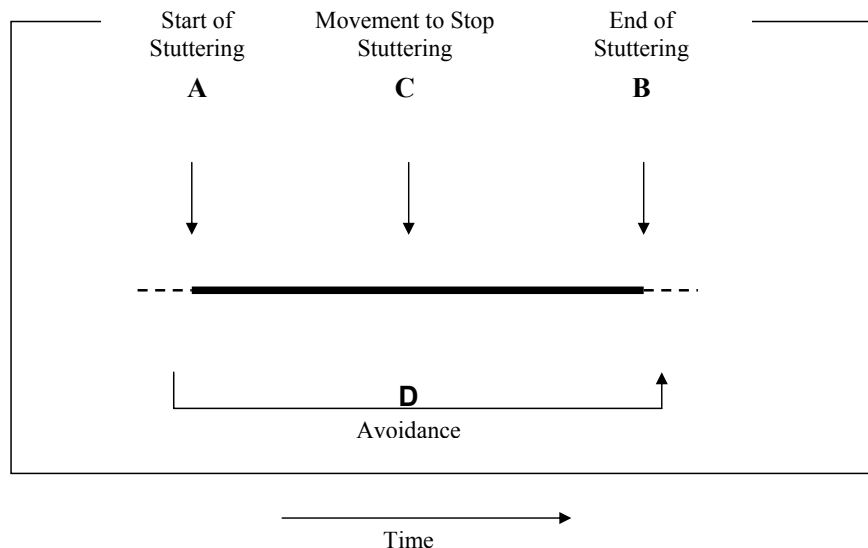 Start of
Stuttering
A
Movement to Stop
Stuttering
C
End of
Stuttering
B
D
Avoidance
Time